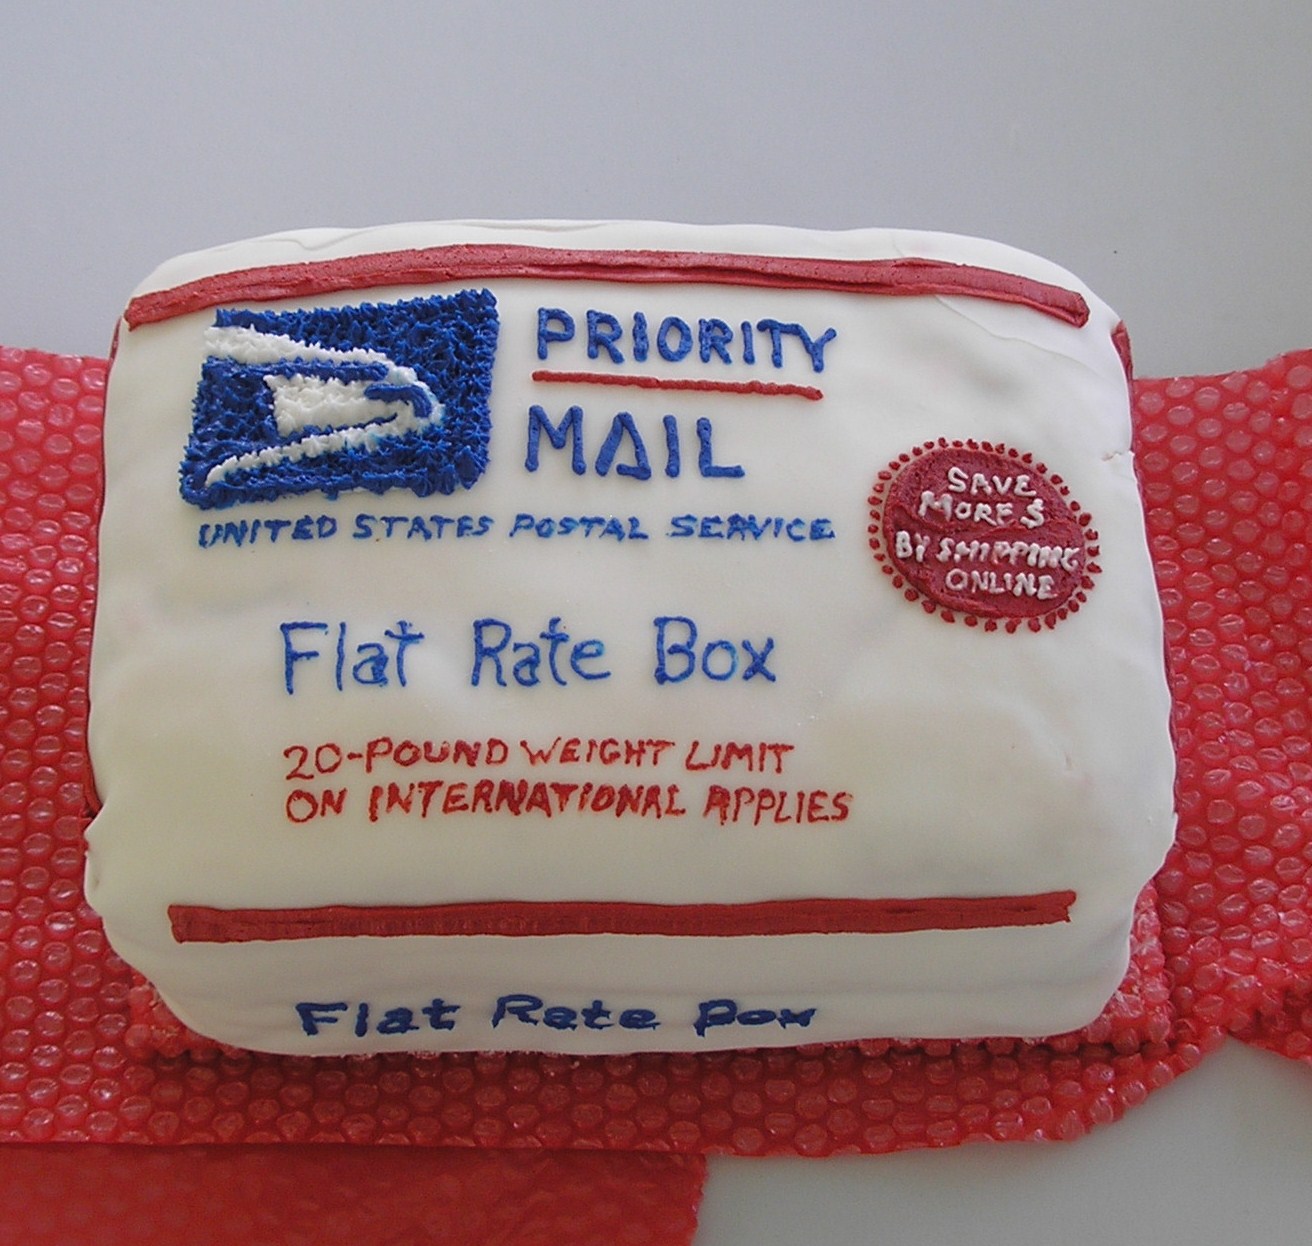 PRIORITY
MAIL
UNITED STATES POSTAL SERVICE
SAVE
MORE $
BY SHIPPING
ONLINE
Flat Rate Box
20-POUND WEIGHT LIMIT
ON INTERNATIONAL APPLIES
Flat Rate Box